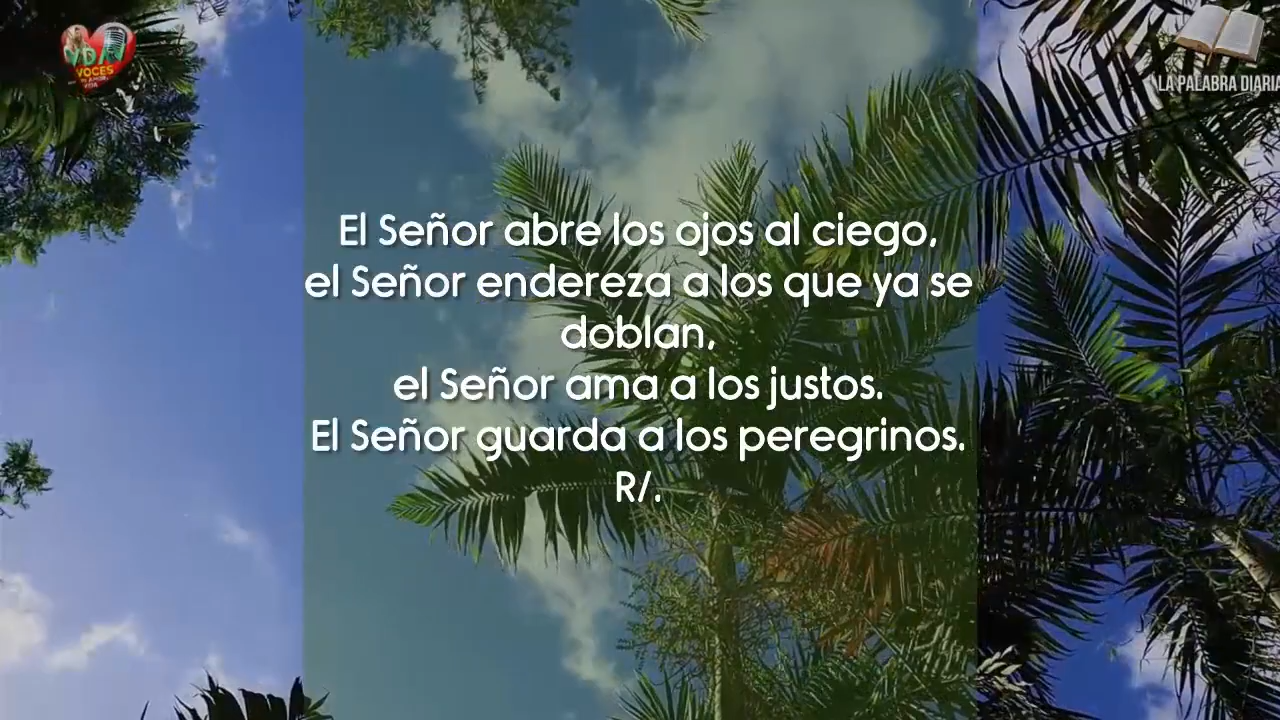 VDA
VOCES
LA PALABRA DIARIA
El Señor abre los ojos al ciego,
el Señor endereza a los que ya se
doblan,
el Señor ama a los justos.
El Señor guarda a los peregrinos.
R/.